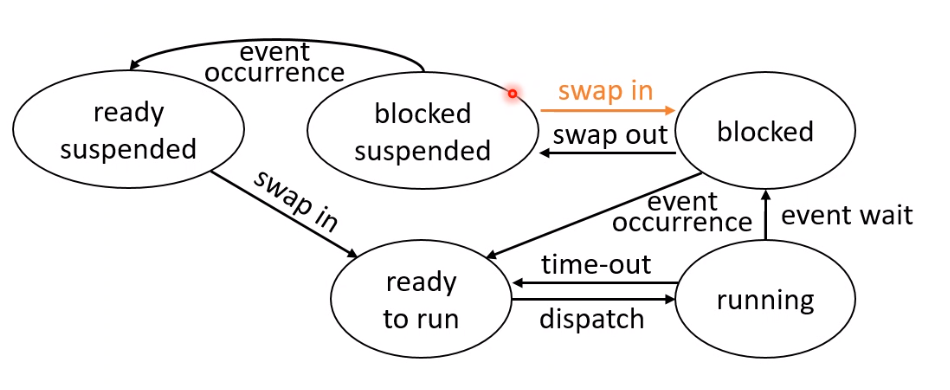 event
occurrence
ready
suspended
blocked
suspended
swap in
swap out
blocked
swap in
event
occurrence
event wait
ready
to run
time-out
dispatch
running